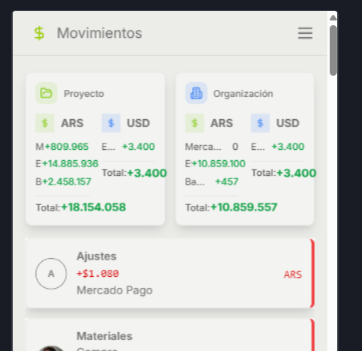 $ Movimientos
Proyecto
$ ARS $ USD
M+809.965 E... +3.400
E+14.885.936
Total:+3.400
B+2.458.157
Total:+18.154.058
Organización
$ ARS $ USD
Merca... 0 E... +3.400
E+10.859.100
Total:+3.400
Ba... +457
Total:+10.859.557
Ajustes
A
+$1.080
ARS
Mercado Pago
Materiales